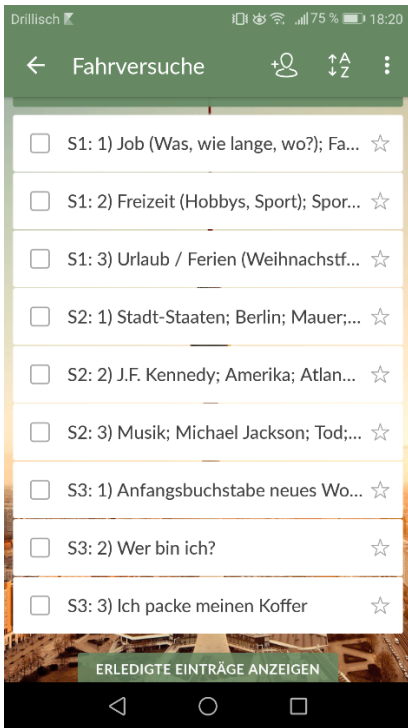 Drillisch 75 % 18:20
Fahrversuche
A
Z
S1: 1) Job (Was, wie lange, wo?); Fa...
S1: 2) Freizeit (Hobbys, Sport); Spor...
S1: 3) Urlaub / Ferien (Weihnachstf...
S2: 1) Stadt-Staaten; Berlin; Mauer;...
S2: 2) J.F. Kennedy; Amerika; Atlan...
S2: 3) Musik; Michael Jackson; Tod;...
S3: 1) Anfangsbuchstabe neues Wo...
S3: 2) Wer bin ich?
S3: 3) Ich packe meinen Koffer
ERLEDIGTE EINTRÄGE ANZEIGEN